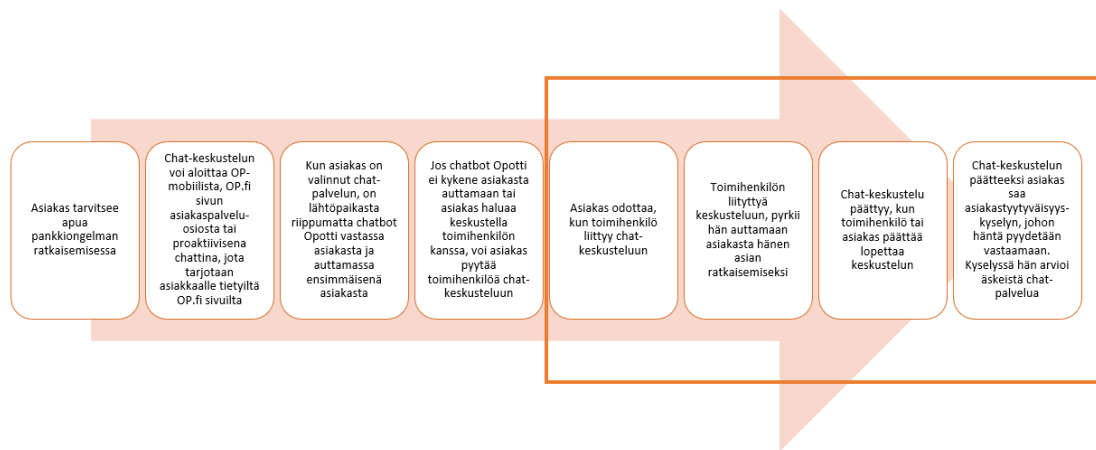 Asiakas tarvitsee
apua
pankkiongelman
ratkaisemisessa
Chat-keskustelun
voi aloittaa OP-
mobiilista, OP.fi
sivun
asiakaspalvelu-
osiosta tai
proaktiivisena
chattina, jota
tarjotaan
asiakkaalle tietyiltä
OP.fi sivuilta
Kun asiakas on
valinnut chat-
palvelun, on
lähtöpaikasta
riippumatta chatbot
Opotti vastassa
asiakasta ja
auttamassa
ensimmäisenä
asiakasta
Jos chatbot Opotti
ei kykene asiakasta
auttamaan tai
asiakas haluaa
keskustella
toimihenkilön
kanssa, voi asiakas
pyytää
toimihenkilöä chat-
keskusteluun
Asiakas odottaa,
kun toimihenkilö
liittyy chat-
keskusteluun
Toimihenkilön
liityttyä
keskusteluun, pyrkii
hän auttamaan
asiakasta hänen
asian
ratkaisemiseksi
Chat-keskustelu
päättyy, kun
toimihenkilö tai
asiakas päättää
lopettaa
keskustelun
Chat-keskustelun
päätteeksi asiakas
saa
asiakastyytyväisyys-
kyselyn, johon
häntä pyydetään
vastaamaan.
Kyselyssä hän arvioi
äskeistä chat-
palvelua